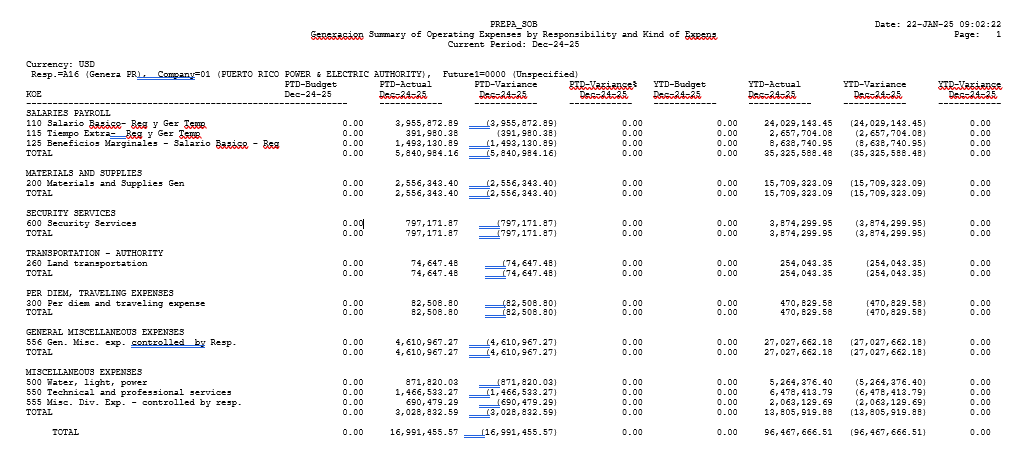 PREPA_SOB Date: 22-JAN-25 09:02:22
Generacion Summary of Operating Expenses by Responsibility and Kind of Expens Page: 1
Current Period: Dec-24-25
Currency: USD
Resp.=A16 (Genera PR), Company=01 (PUERTO RICO POWER & ELECTRIC AUTHORITY), Future1=0000 (Unspecified)
PTD-Budget PTD-Actual PTD-Variance PTD-Variance% YTD-Budget YTD-Actual YTD-Variance YTD-Variance
KOE Dec-24-25 Dec-24-25 Dec-24-25 Dec-24-25 Dec-24-25 Dec-24-25 Dec-24-25 Dec-24-25
SALARIES PAYROLL
110 Salario Basico- Reg y Ger Temp 0.00 3,955,872.89 (3,955,872.89) 0.00 0.00 24,029,143.45 (24,029,143.45) 0.00
115 Tiempo Extra- Reg y Ger Temp 0.00 391,980.38 (391,980.38) 0.00 0.00 2,657,704.08 (2,657,704.08) 0.00
125 Beneficios Marginales - Salario Basico - Reg 0.00 1,493,130.89 (1,493,130.89) 0.00 0.00 8,638,740.95 (8,638,740.95) 0.00
TOTAL 0.00 5,840,984.16 (5,840,984.16) 0.00 0.00 35,325,588.48 (35,325,588.48) 0.00
MATERIALS AND SUPPLIES
200 Materials and Supplies Gen 0.00 2,556,343.40 (2,556,343.40) 0.00 0.00 15,709,323.09 (15,709,323.09) 0.00
TOTAL 0.00 2,556,343.40 (2,556,343.40) 0.00 0.00 15,709,323.09 (15,709,323.09) 0.00
SECURITY SERVICES
600 Security Services 0.00 797,171.87 (797,171.87) 0.00 0.00 3,874,299.95 (3,874,299.95) 0.00
TOTAL 0.00 797,171.87 (797,171.87) 0.00 0.00 3,874,299.95 (3,874,299.95) 0.00
TRANSPORTATION - AUTHORITY
260 Land transportation 0.00 74,647.48 (74,647.48) 0.00 0.00 254,043.35 (254,043.35) 0.00
TOTAL 0.00 74,647.48 (74,647.48) 0.00 0.00 254,043.35 (254,043.35) 0.00
PER DIEM, TRAVELING EXPENSES
300 Per diem and traveling expense 0.00 82,508.80 (82,508.80) 0.00 0.00 470,829.58 (470,829.58) 0.00
TOTAL 0.00 82,508.80 (82,508.80) 0.00 0.00 470,829.58 (470,829.58) 0.00
GENERAL MISCELLANEOUS EXPENSES
556 Gen. Misc. exp. controlled by Resp. 0.00 4,610,967.27 (4,610,967.27) 0.00 0.00 27,027,662.18 (27,027,662.18) 0.00
TOTAL 0.00 4,610,967.27 (4,610,967.27) 0.00 0.00 27,027,662.18 (27,027,662.18) 0.00
MISCELLANEOUS EXPENSES
500 Water, light, power 0.00 871,820.03 (871,820.03) 0.00 0.00 5,264,376.40 (5,264,376.40) 0.00
550 Technical and professional services 0.00 1,466,533.27 (1,466,533.27) 0.00 0.00 6,478,413.79 (6,478,413.79) 0.00
555 Misc. Div. Exp. - controlled by resp. 0.00 690,479.29 (690,479.29) 0.00 0.00 2,063,129.69 (2,063,129.69) 0.00
TOTAL 0.00 3,028,832.59 (3,028,832.59) 0.00 0.00 13,805,919.88 (13,805,919.88) 0.00
TOTAL 0.00 16,991,455.57 (16,991,455.57) 0.00 0.00 96,467,666.51 (96,467,666.51) 0.00